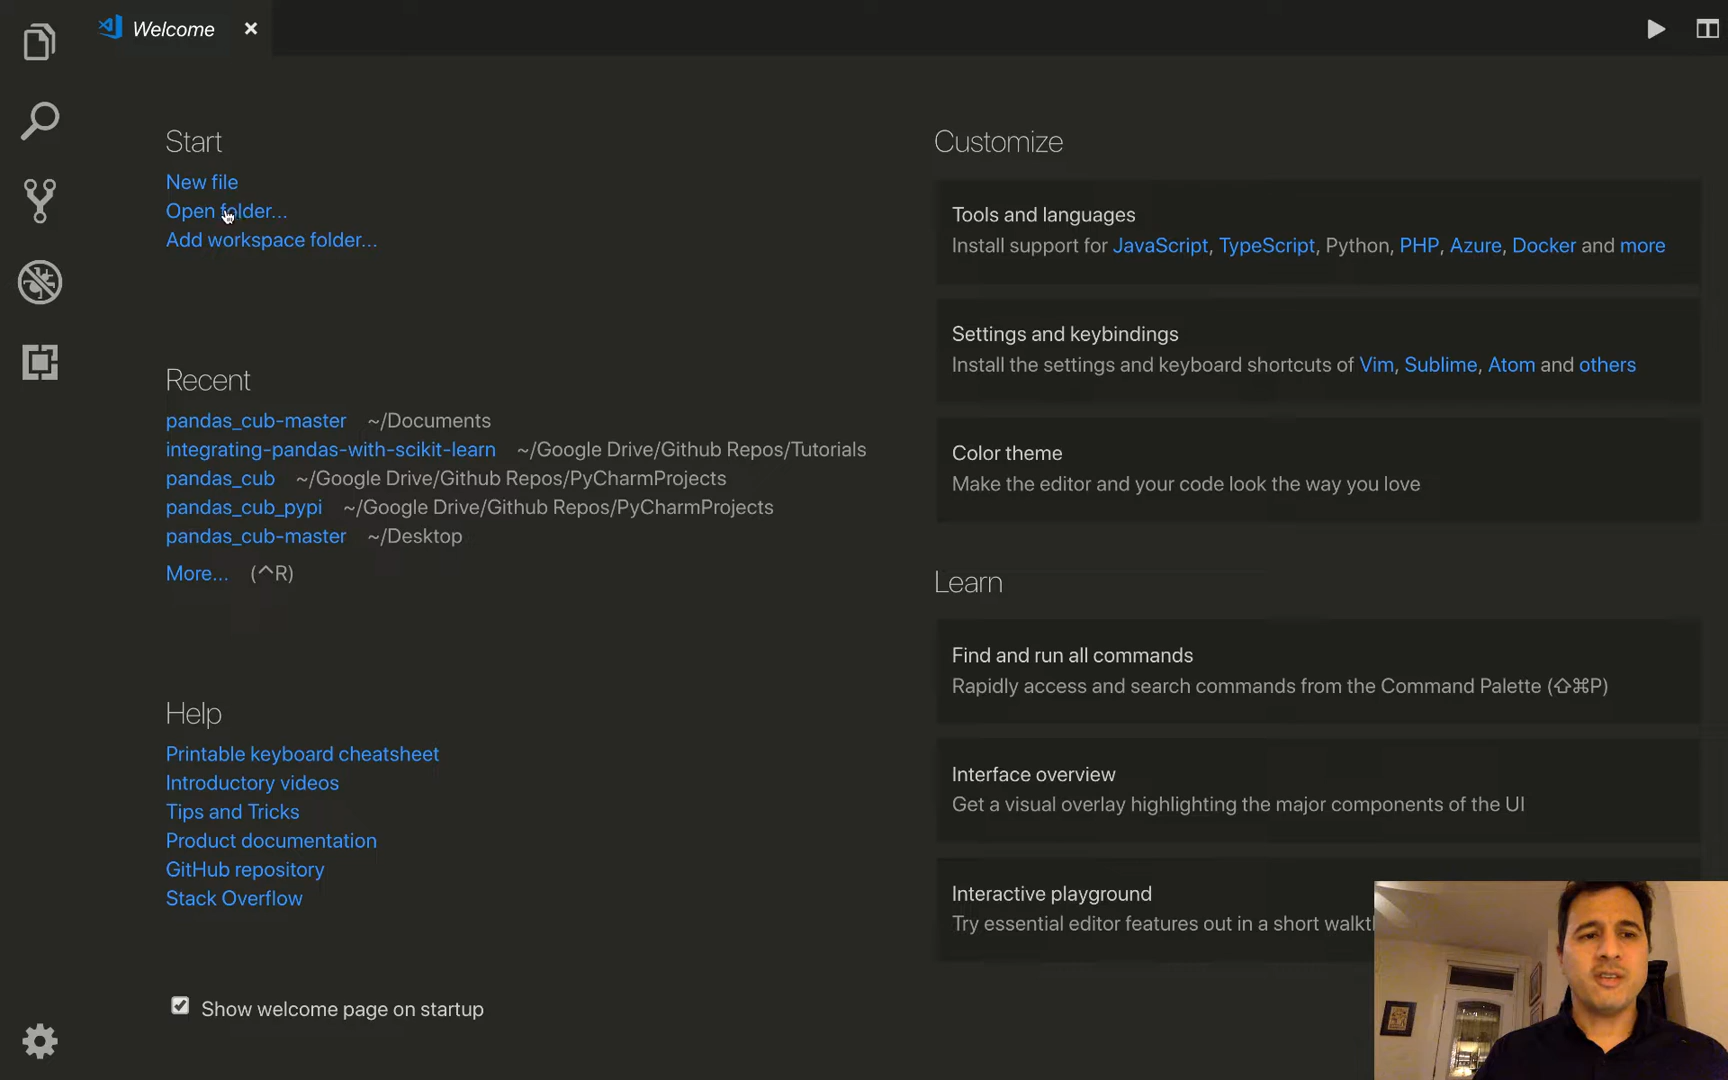 Welcome
Start
New file
Open folder...
Add workspace folder...
Recent
pandas_cub-master ~/Documents
integrating-pandas-with-scikit-learn ~/Google Drive/Github Repos/Tutorials
pandas_cub ~/Google Drive/Github Repos/PyCharmProjects
pandas_cub_pypi ~/Google Drive/Github Repos/PyCharmProjects
pandas_cub-master ~/Desktop
More... (^R)
Help
Printable keyboard cheatsheet
Introductory videos
Tips and Tricks
Product documentation
GitHub repository
Stack Overflow
Show welcome page on startup
Customize
Tools and languages
Install support for JavaScript, TypeScript, Python, PHP, Azure, Docker and more
Settings and keybindings
Install the settings and keyboard shortcuts of Vim, Sublime, Atom and others
Color theme
Make the editor and your code look the way you love
Learn
Find and run all commands
Rapidly access and search commands from the Command Palette (⇧⌘P)
Interface overview
Get a visual overlay highlighting the major components of the UI
Interactive playground
Try essential editor features out in a short